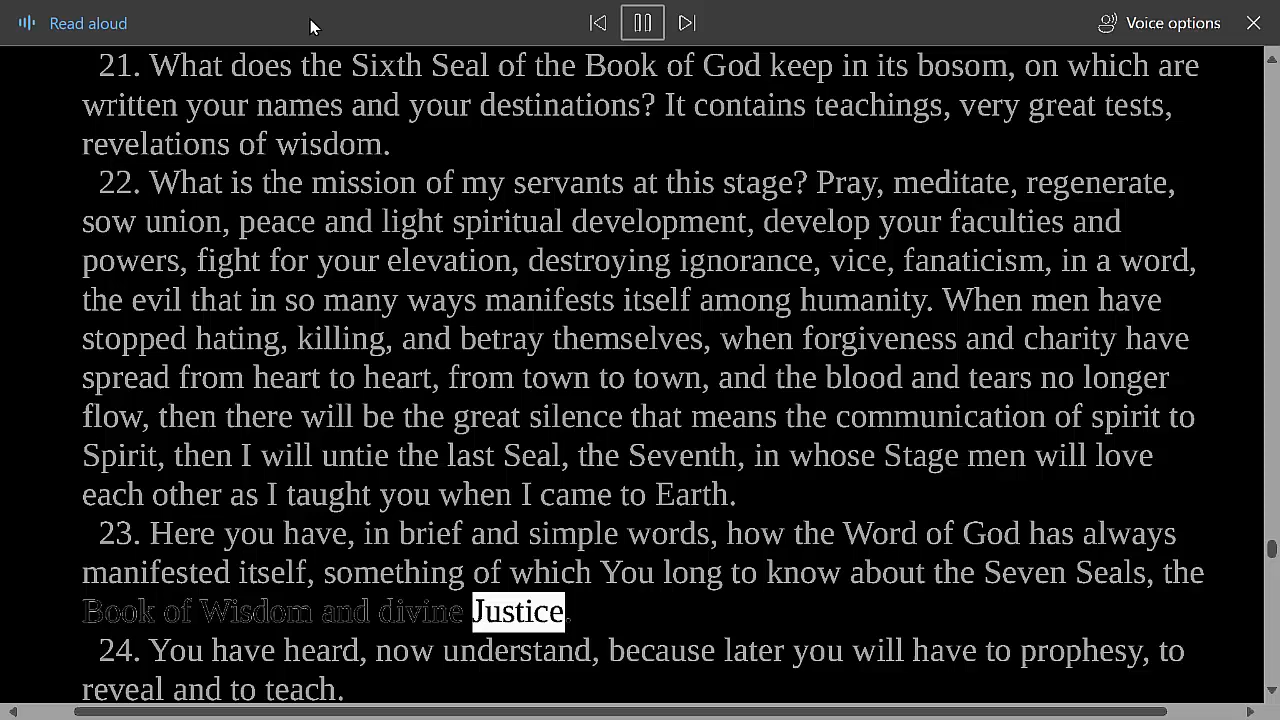 Read aloud
Voice options
21. What does the Sixth Seal of the Book of God keep in its bosom, on which are
written your names and your destinations? It contains teachings, very great tests,
revelations of wisdom.
22. What is the mission of my servants at this stage? Pray, meditate, regenerate,
sow union, peace and light spiritual development, develop your faculties and
powers, fight for your elevation, destroying ignorance, vice, fanaticism, in a word,
the evil that in so many ways manifests itself among humanity. When men have
stopped hating, killing, and betray themselves, when forgiveness and charity have
spread from heart to heart, from town to town, and the blood and tears no longer
flow, then there will be the great silence that means the communication of spirit to
Spirit, then I will untie the last Seal, the Seventh, in whose Stage men will love
each other as I taught you when I came to Earth.
23. Here you have, in brief and simple words, how the Word of God has always
manifested itself, something of which You long to know about the Seven Seals, the
Book of Wisdom and divine Justice.
24. You have heard, now understand, because later you will have to prophesy, to
reveal and to teach.